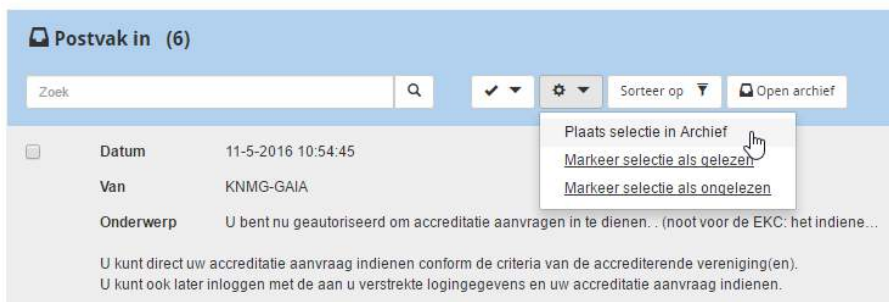 Postvak in (6)
Zoek
Sorteer op
Open archief
Plaats selectie in Archief
Markeer selectie als gelezen
Markeer selectie als ongelezen
Datum 11-5-2016 10:54:45
Van KNMG-GAIA
Onderwerp U bent nu geautoriseerd om accreditatie aanvragen in te dienen. . (noot voor de EKC: het indiene...
U kunt direct uw accreditatie aanvraag indienen conform de criteria van de accrediterende vereniging(en).
U kunt ook later inloggen met de aan u verstrekte logingegevens en uw accreditatie aanvraag indienen.